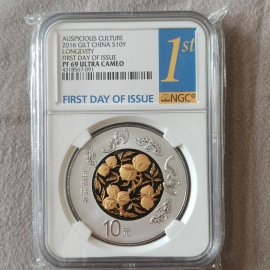 AUSPICIOUS CULTURE
2016 GILT CHINA S10Y
LONGEVITY
FIRST DAY OF ISSUE
PF 69 ULTRA CAMEO
1st
FIRST DAY OF ISSUE
NGC
10元